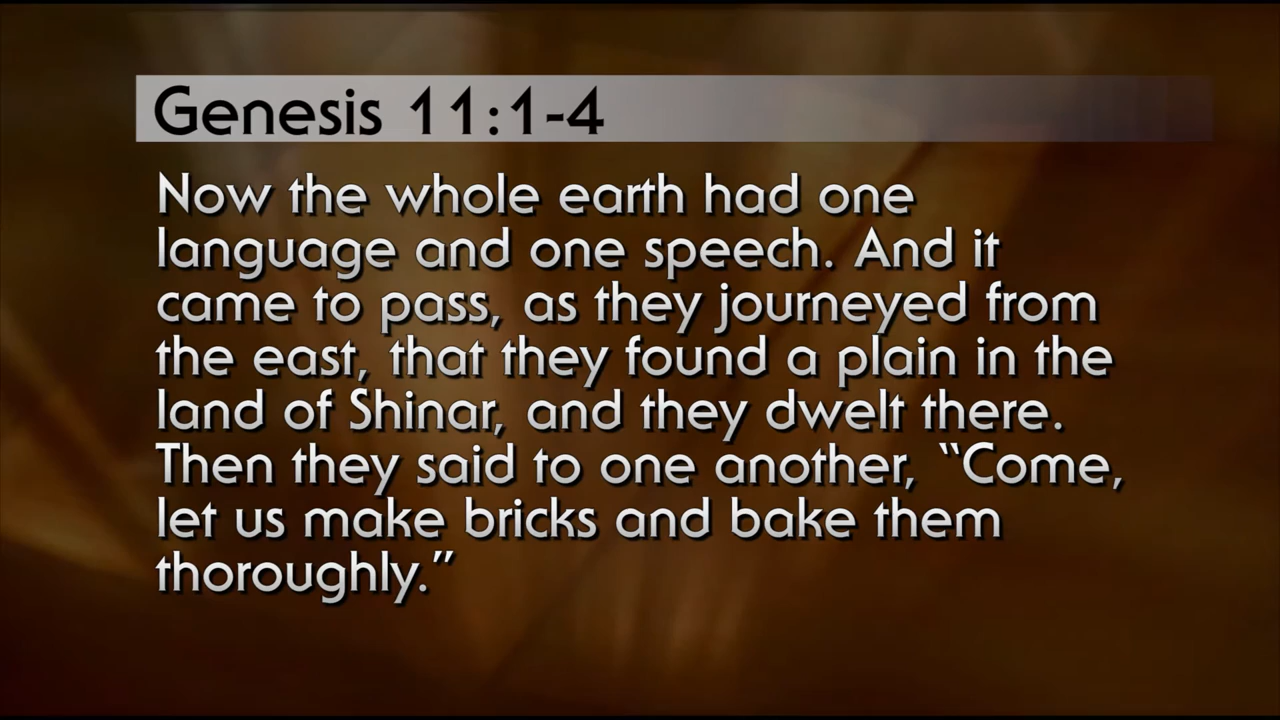 Genesis 11:1-4
Now the whole earth had one
language and one speech. And it
came to pass, as they journeyed from
the east, that they found a plain in the
land of Shinar, and they dwelt there.
Then they said to one another, “Come,
let us make bricks and bake them
thoroughly.”